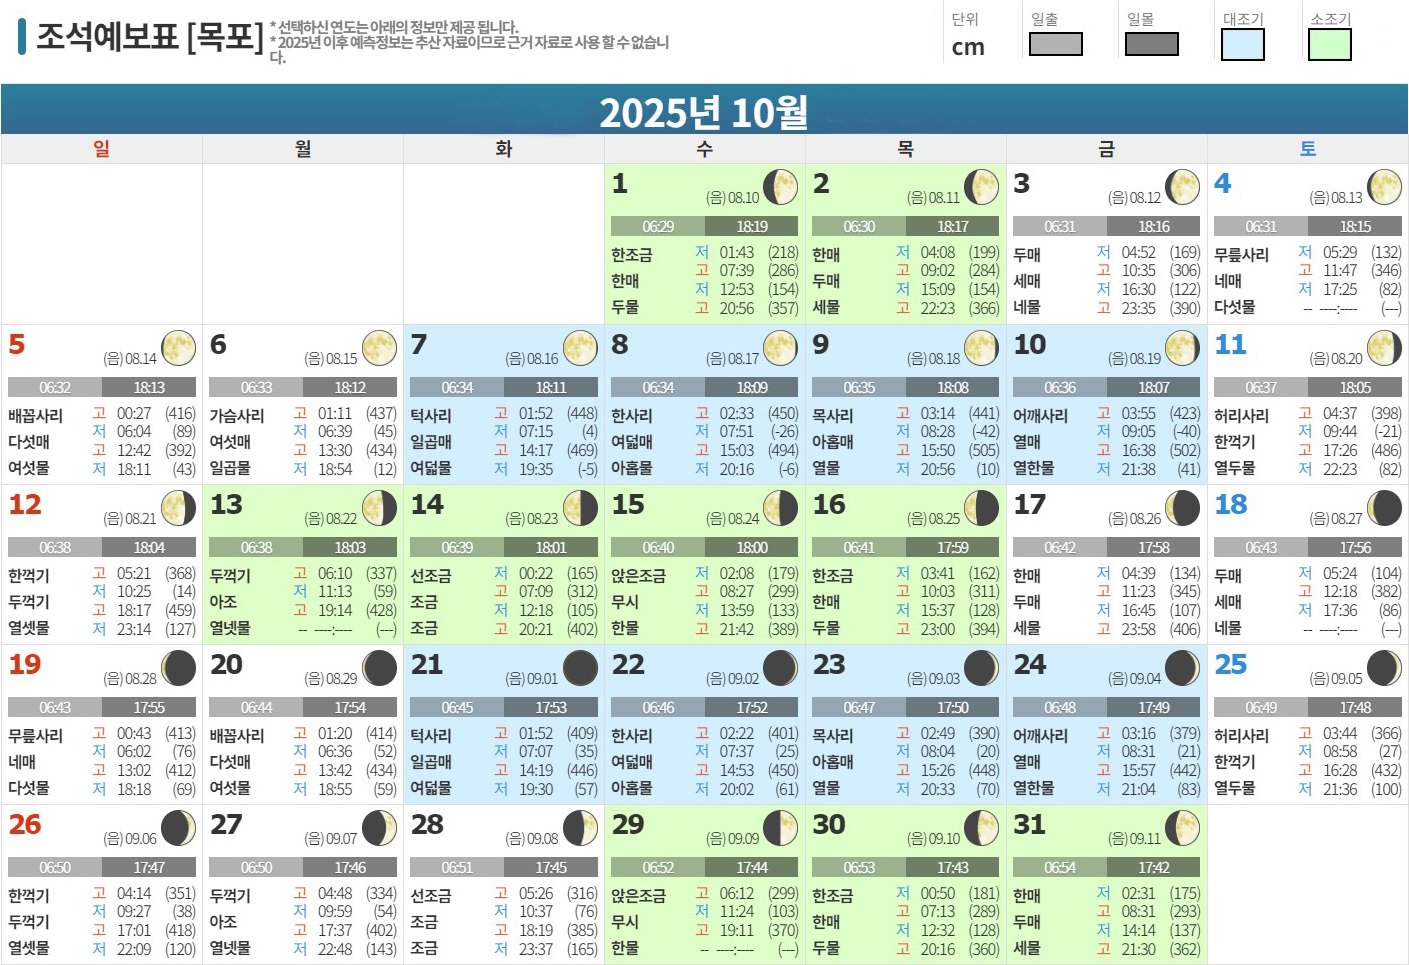 조석예보표 [목포]
* 선택하신 연도는 아래의 정보만 제공 됩니다.
* 2025년 이후 예측정보는 추산 자료이므로 근거 자료로 사용 할 수 없습니
다.
단위 일출 일몰 대조기 소조기
cm
2025년 10월
일 월 화 수 목 금 토
1 (음) 08.10
06:29 18:19
한조금 저 01:43 (218)
한매 고 07:39 (286)
저 12:53 (154)
두물 고 20:56 (357)
2 (음) 08.11
06:30 18:17
한매 저 04:08 (199)
두매 고 09:02 (284)
저 15:09 (154)
세물 고 22:23 (366)
3 (음) 08.12
06:31 18:16
두매 저 04:52 (169)
세매 고 10:35 (306)
저 16:30 (122)
네물 고 23:35 (390)
4 (음) 08.13
06:31 18:15
무릎사리 저 05:29 (132)
네매 고 11:47 (346)
저 17:25 (82)
다섯물 -- ----:---- (---)
5 (음) 08.14
06:32 18:13
배꼽사리 고 00:27 (416)
다섯매 저 06:04 (89)
고 12:42 (392)
여섯물 저 18:11 (43)
6 (음) 08.15
06:33 18:12
가슴사리 고 01:11 (437)
여섯매 저 06:39 (45)
고 13:30 (434)
일곱물 저 18:54 (12)
7 (음) 08.16
06:34 18:11
턱사리 고 01:52 (448)
일곱매 저 07:15 (4)
고 14:17 (469)
여덟물 저 19:35 (-5)
8 (음) 08.17
06:34 18:09
한사리 고 02:33 (450)
여덟매 저 07:51 (-26)
고 15:03 (494)
아홉물 저 20:16 (-6)
9 (음) 08.18
06:35 18:08
목사리 고 03:14 (441)
아홉매 저 08:28 (-42)
고 15:50 (505)
열물 저 20:56 (10)
10 (음) 08.19
06:36 18:07
어깨사리 고 03:55 (423)
열매 저 09:05 (-40)
고 16:38 (502)
열한물 저 21:38 (41)
11 (음) 08.20
06:37 18:05
허리사리 고 04:37 (398)
한꺽기 저 09:44 (-21)
고 17:26 (486)
열두물 저 22:23 (82)
12 (음) 08.21
06:38 18:04
한꺽기 고 05:21 (368)
두꺽기 저 10:25 (14)
고 18:17 (459)
열셋물 저 23:14 (127)
13 (음) 08.22
06:38 18:03
두꺽기 고 06:10 (337)
아조 저 11:13 (59)
고 19:14 (428)
열넷물 -- ----:---- (---)
14 (음) 08.23
06:39 18:01
선조금 저 00:22 (165)
조금 고 07:09 (312)
저 12:18 (105)
조금 고 20:21 (402)
15 (음) 08.24
06:40 18:00
앉은조금 저 02:08 (179)
무시 고 08:27 (299)
저 13:59 (133)
한물 고 21:42 (389)
16 (음) 08.25
06:41 17:59
한조금 저 03:41 (162)
한매 고 10:03 (311)
저 15:37 (128)
두물 고 23:00 (394)
17 (음) 08.26
06:42 17:58
한매 저 04:39 (134)
두매 고 11:23 (345)
저 16:45 (107)
세물 고 23:58 (406)
18 (음) 08.27
06:43 17:56
두매 저 05:24 (104)
세매 고 12:18 (382)
저 17:36 (86)
네물 -- ----:---- (---)
19 (음) 08.28
06:43 17:55
무릎사리 고 00:43 (413)
네매 저 06:02 (76)
고 13:02 (412)
다섯물 저 18:18 (69)
20 (음) 08.29
06:44 17:54
배꼽사리 고 01:20 (414)
다섯매 저 06:36 (52)
고 13:42 (434)
여섯물 저 18:55 (59)
21 (음) 09.01
06:45 17:53
턱사리 고 01:52 (409)
일곱매 저 07:07 (35)
고 14:19 (446)
여덟물 저 19:30 (57)
22 (음) 09.02
06:46 17:52
한사리 고 02:22 (401)
여덟매 저 07:37 (25)
고 14:53 (450)
아홉물 저 20:02 (61)
23 (음) 09.03
06:47 17:50
목사리 고 02:49 (390)
아홉매 저 08:04 (20)
고 15:26 (448)
열물 저 20:33 (70)
24 (음) 09.04
06:48 17:49
어깨사리 고 03:16 (379)
열매 저 08:31 (21)
고 15:57 (442)
열한물 저 21:04 (83)
25 (음) 09.05
06:49 17:48
허리사리 고 03:44 (366)
한꺽기 저 08:58 (27)
고 16:28 (432)
열두물 저 21:36 (100)
26 (음) 09.06
06:50 17:47
한꺽기 고 04:14 (351)
두꺽기 저 09:27 (38)
고 17:01 (418)
열셋물 저 22:09 (120)
27 (음) 09.07
06:50 17:46
두꺽기 고 04:48 (334)
아조 저 09:59 (54)
고 17:37 (402)
열넷물 저 22:48 (143)
28 (음) 09.08
06:51 17:45
선조금 고 05:26 (316)
조금 저 10:37 (76)
고 18:19 (385)
조금 저 23:37 (165)
29 (음) 09.09
06:52 17:44
앉은조금 고 06:12 (299)
무시 저 11:24 (103)
고 19:11 (370)
한물 -- ----:---- (---)
30 (음) 09.10
06:53 17:43
한조금 저 00:50 (181)
한매 고 07:13 (289)
저 12:32 (128)
두물 고 20:16 (360)
31 (음) 09.11
06:54 17:42
한매 저 02:31 (175)
두매 고 08:31 (293)
저 14:14 (137)
세물 고 21:30 (362)